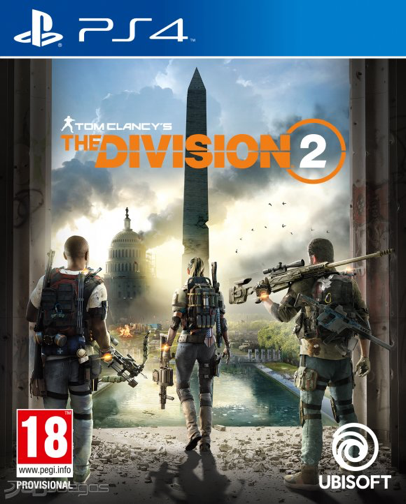 PS4
TOM CLANCY'S
THE DIVISION 2
18
www.pegi.info
PROVISIONAL
UBISOFT